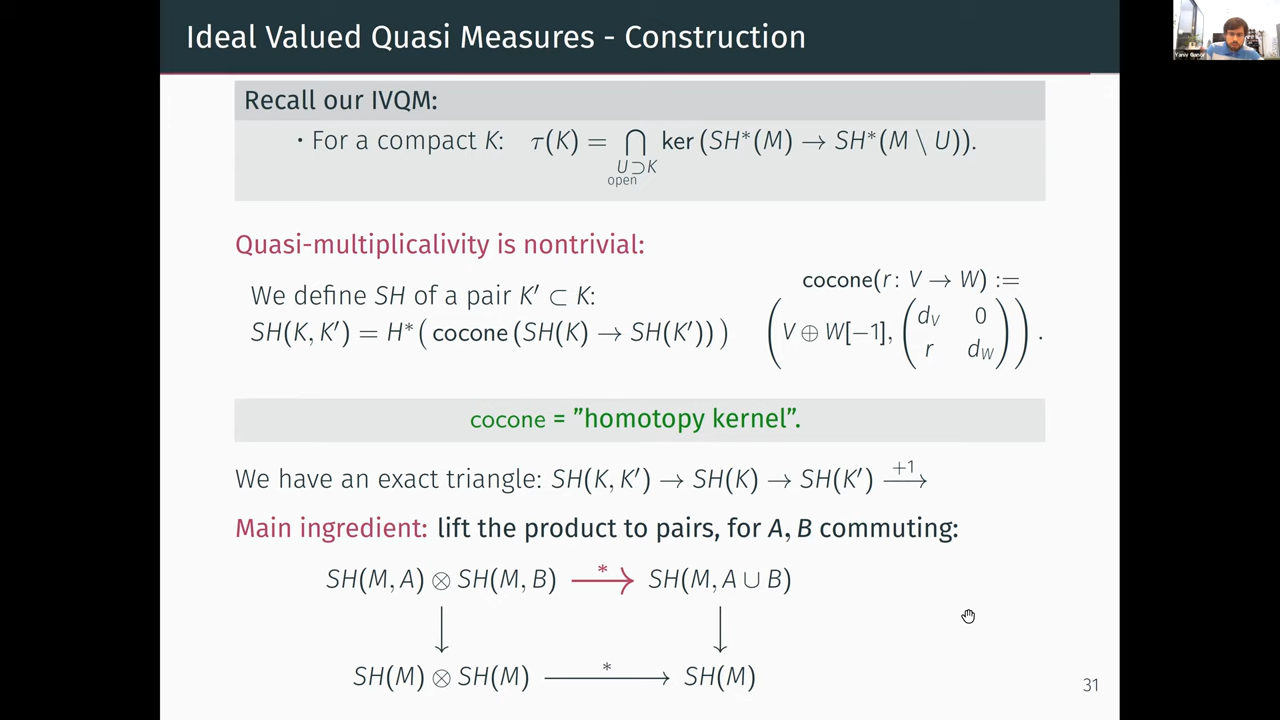 Ideal Valued Quasi Measures - Construction
Recall our IVQM:
· For a compact K: τ(K) = ⋂ ker (SH*(M) → SH*(M \ U)).
U⊃K
open
Quasi-multiplicalivity is nontrivial:
We define SH of a pair K′ ⊂ K:
SH(K, K′) = H*( cocone (SH(K) → SH(K′)) )
cocone(r: V → W) :=
(V ⊕ W[−1], (d_V 0
r d_W)) .
cocone = ”homotopy kernel”.
We have an exact triangle: SH(K, K′) → SH(K) → SH(K′) +1→
Main ingredient: lift the product to pairs, for A, B commuting:
SH(M, A) ⊗ SH(M, B) *→ SH(M, A ∪ B)
↓ ↓
SH(M) ⊗ SH(M) *→ SH(M)
31